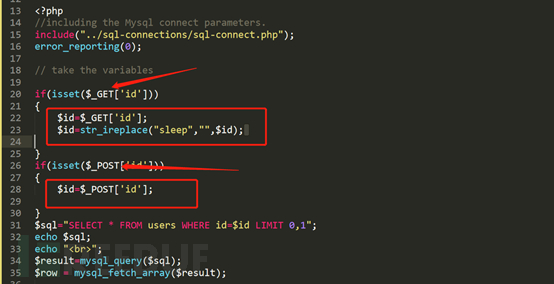 13 <?php
14 //including the Mysql connect parameters.
15 include("../sql-connections/sql-connect.php");
16 error_reporting(0);
17
18 // take the variables
19
20 if(isset($_GET['id']))
21 {
22 $id=$_GET['id'];
23 $id=str_ireplace("sleep","",$id);
24
25 }
26 if(isset($_POST['id']))
27 {
28 $id=$_POST['id'];
29
30 }
31 $sql="SELECT * FROM users WHERE id=$id LIMIT 0,1";
32 echo $sql;
33 echo "<br>";
34 $result=mysql_query($sql);
35 $row = mysql_fetch_array($result);